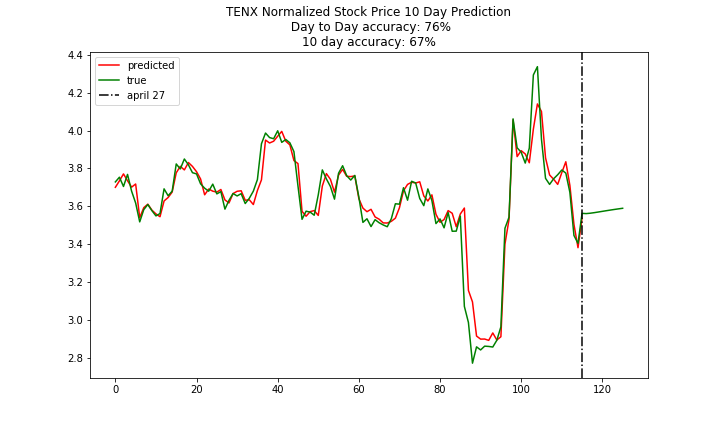 TENX Normalized Stock Price 10 Day Prediction
Day to Day accuracy: 76%
10 day accuracy: 67%
predicted
true
april 27
4.4
4.2
4.0
3.8
3.6
3.4
3.2
3.0
2.8
0 20 40 60 80 100 120